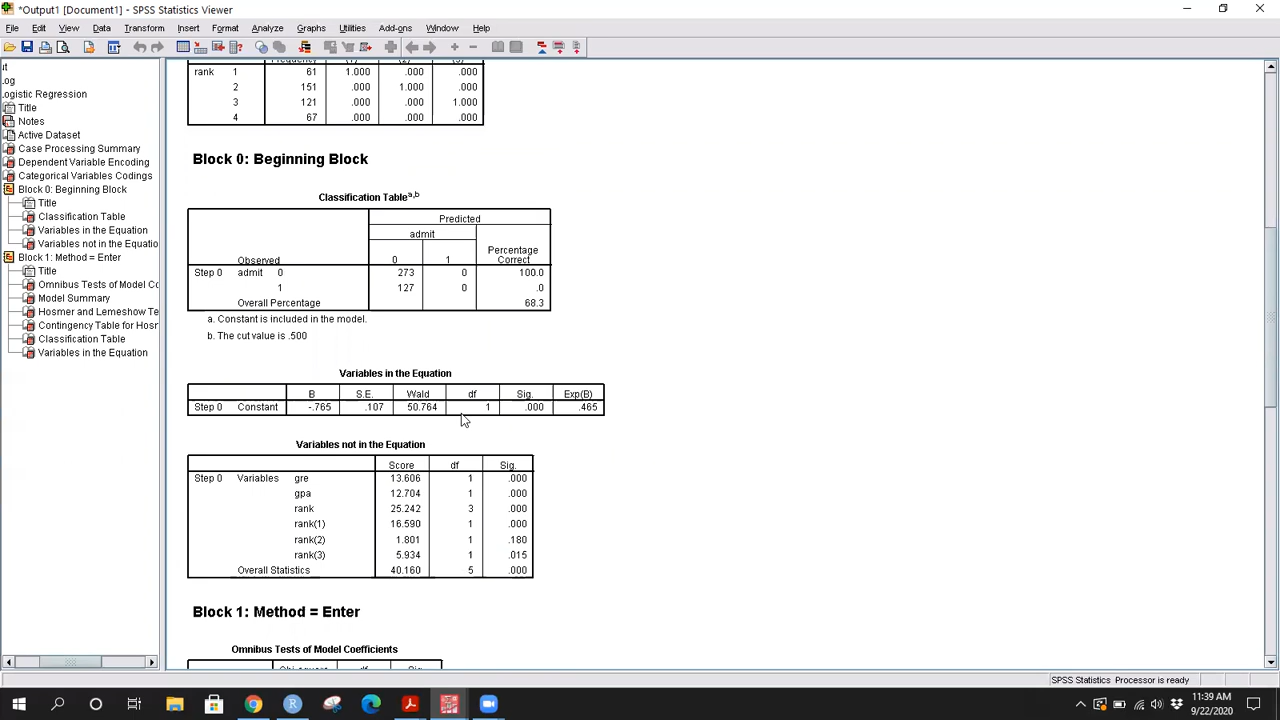 *Output1 [Document1] - SPSS Statistics Viewer
File Edit View Data Transform Insert Format Analyze Graphs Utilities Add-ons Window Help
Log
Logistic Regression
Title
Notes
Active Dataset
Case Processing Summary
Dependent Variable Encoding
Categorical Variables Codings
Block 0: Beginning Block
Title
Classification Table
Variables in the Equation
Variables not in the Equatio
Block 1: Method = Enter
Title
Omnibus Tests of Model Co
Model Summary
Hosmer and Lemeshow Te
Contingency Table for Hosr
Classification Table
Variables in the Equation
Frequency (1) (2) (3)
rank 1 61 1.000 .000 .000
2 151 .000 1.000 .000
3 121 .000 .000 1.000
4 67 .000 .000 .000
Block 0: Beginning Block
Classification Tablea,b
Predicted
admit
Observed 0 1 Percentage Correct
Step 0 admit 0 273 0 100.0
1 127 0 .0
Overall Percentage 68.3
a. Constant is included in the model.
b. The cut value is .500
Variables in the Equation
B S.E. Wald df Sig. Exp(B)
Step 0 Constant -.765 .107 50.764 1 .000 .465
Variables not in the Equation
Score df Sig.
Step 0 Variables gre 13.606 1 .000
gpa 12.704 1 .000
rank 25.242 3 .000
rank(1) 16.590 1 .000
rank(2) 1.801 1 .180
rank(3) 5.934 1 .015
Overall Statistics 40.160 5 .000
Block 1: Method = Enter
Omnibus Tests of Model Coefficients
Chi-square df Sig.
SPSS Statistics Processor is ready
11:39 AM
9/22/2020